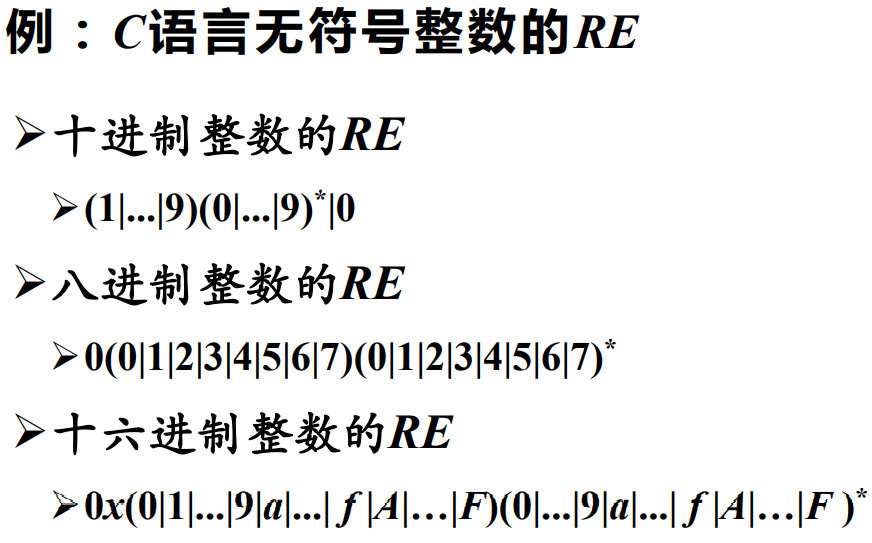 例：C语言无符号整数的RE
➢十进制整数的RE
➢(1|...|9)(0|...|9)*|0
➢八进制整数的RE
➢0(0|1|2|3|4|5|6|7)(0|1|2|3|4|5|6|7)*
➢十六进制整数的RE
➢0x(0|1|...|9|a|...| f |A|…|F)(0|...|9|a|...| f |A|…|F )*